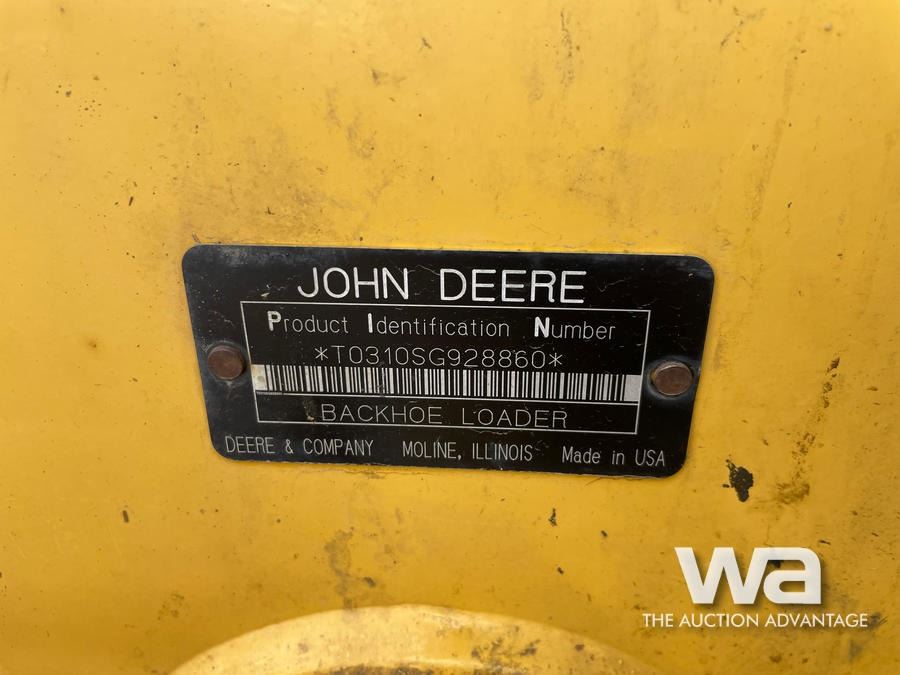 JOHN DEERE
Product Identification Number
*T0310SG928860*
BACKHOE LOADER
DEERE & COMPANY MOLINE, ILLINOIS Made in USA
wa
THE AUCTION ADVANTAGE